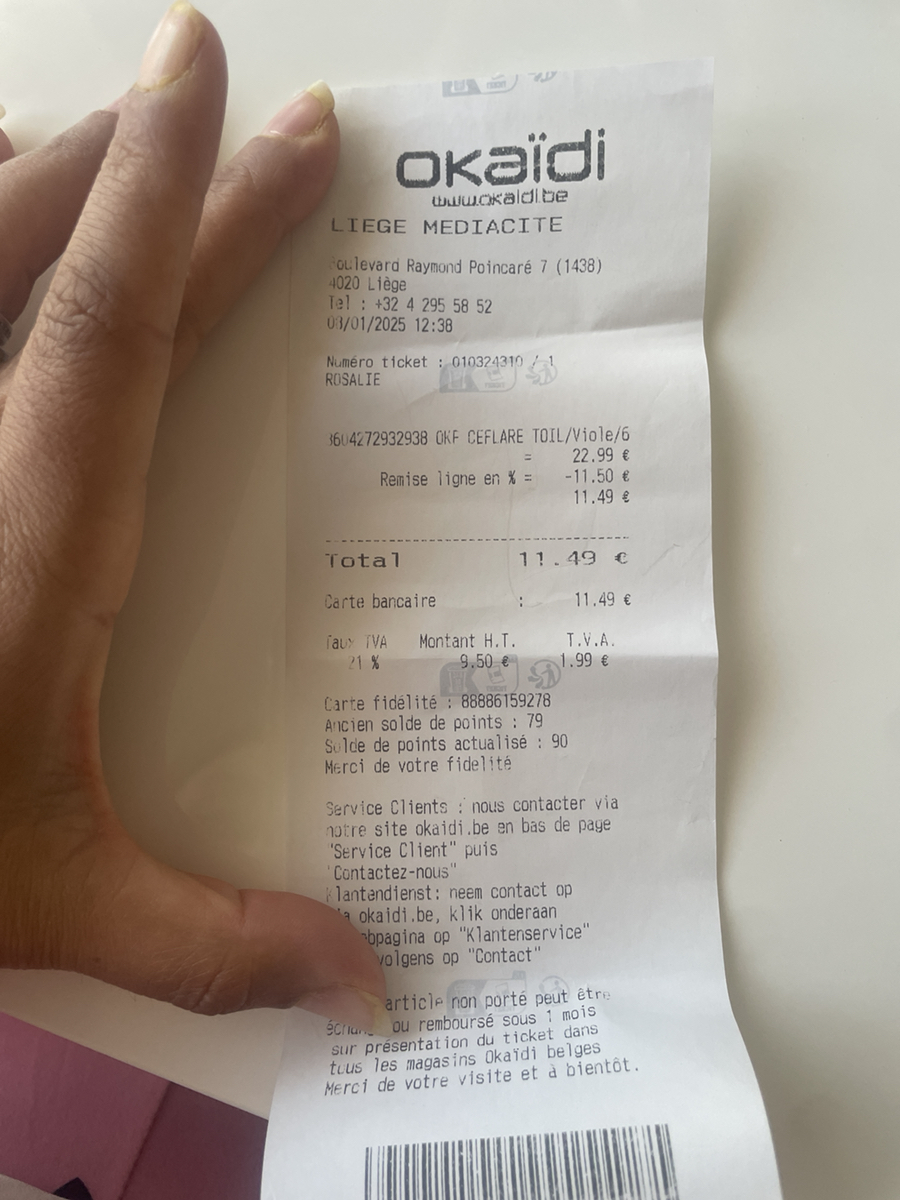 okaïdi
www.okaidi.be
LIEGE MEDIACITE
Boulevard Raymond Poincaré 7 (1438)
4020 Liège
Tel : +32 4 295 58 52
03/01/2025 12:38
Numéro ticket : 010324310 / 1
ROSALIE
3604272932938 OKF CEFLARE TOIL/Viole/6
= 22.99 €
Remise ligne en % = -11.50 €
11.49 €
Total 11.49 €
Carte bancaire : 11.49 €
Taux TVA Montant H.T. T.V.A.
21 % 9.50 € 1.99 €
Carte fidélité : 88886159278
Ancien solde de points : 79
Solde de points actualisé : 90
Merci de votre fidelité
Service Clients : nous contacter via
notre site okaidi.be en bas de page
"Service Client" puis
"Contactez-nous"
Klantendienst: neem contact op
via okaidi.be, klik onderaan
op "Klantenservice"
op "Contact"
article non porté peut être
ou remboursé sous 1 mois
sur présentation du ticket dans
tous les magasins Okaïdi belges
Merci de votre visite et à bientôt.